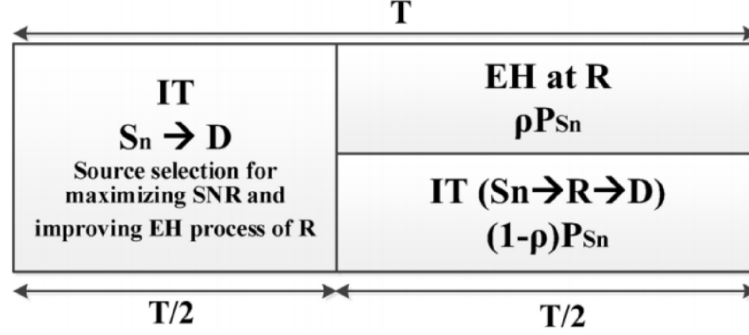 T
IT
Sn → D
Source selection for
maximizing SNR and
improving EH process of R
EH at R
ρPSn
IT (Sn→R→D)
(1-ρ)PSn
T/2
T/2